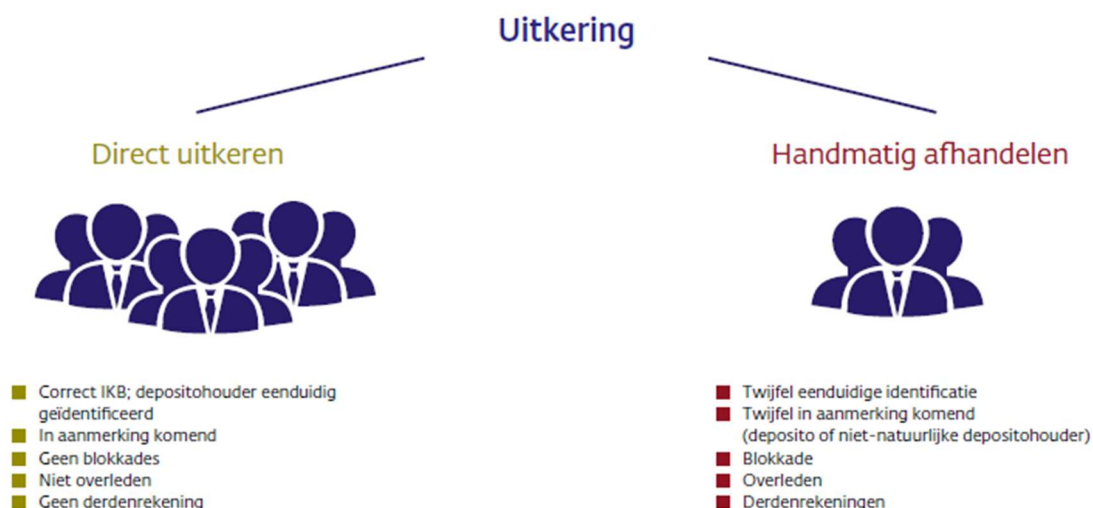 Uitkering
Direct uitkeren
Handmatig afhandelen
Correct IKB; depositohouder eenduidig
geïdentificeerd
In aanmerking komend
Geen blokkades
Niet overleden
Geen derdenrekening
Twijfel eenduidige identificatie
Twijfel in aanmerking komend
(deposito of niet-natuurlijke depositohouder)
Blokkade
Overleden
Derdenrekeningen